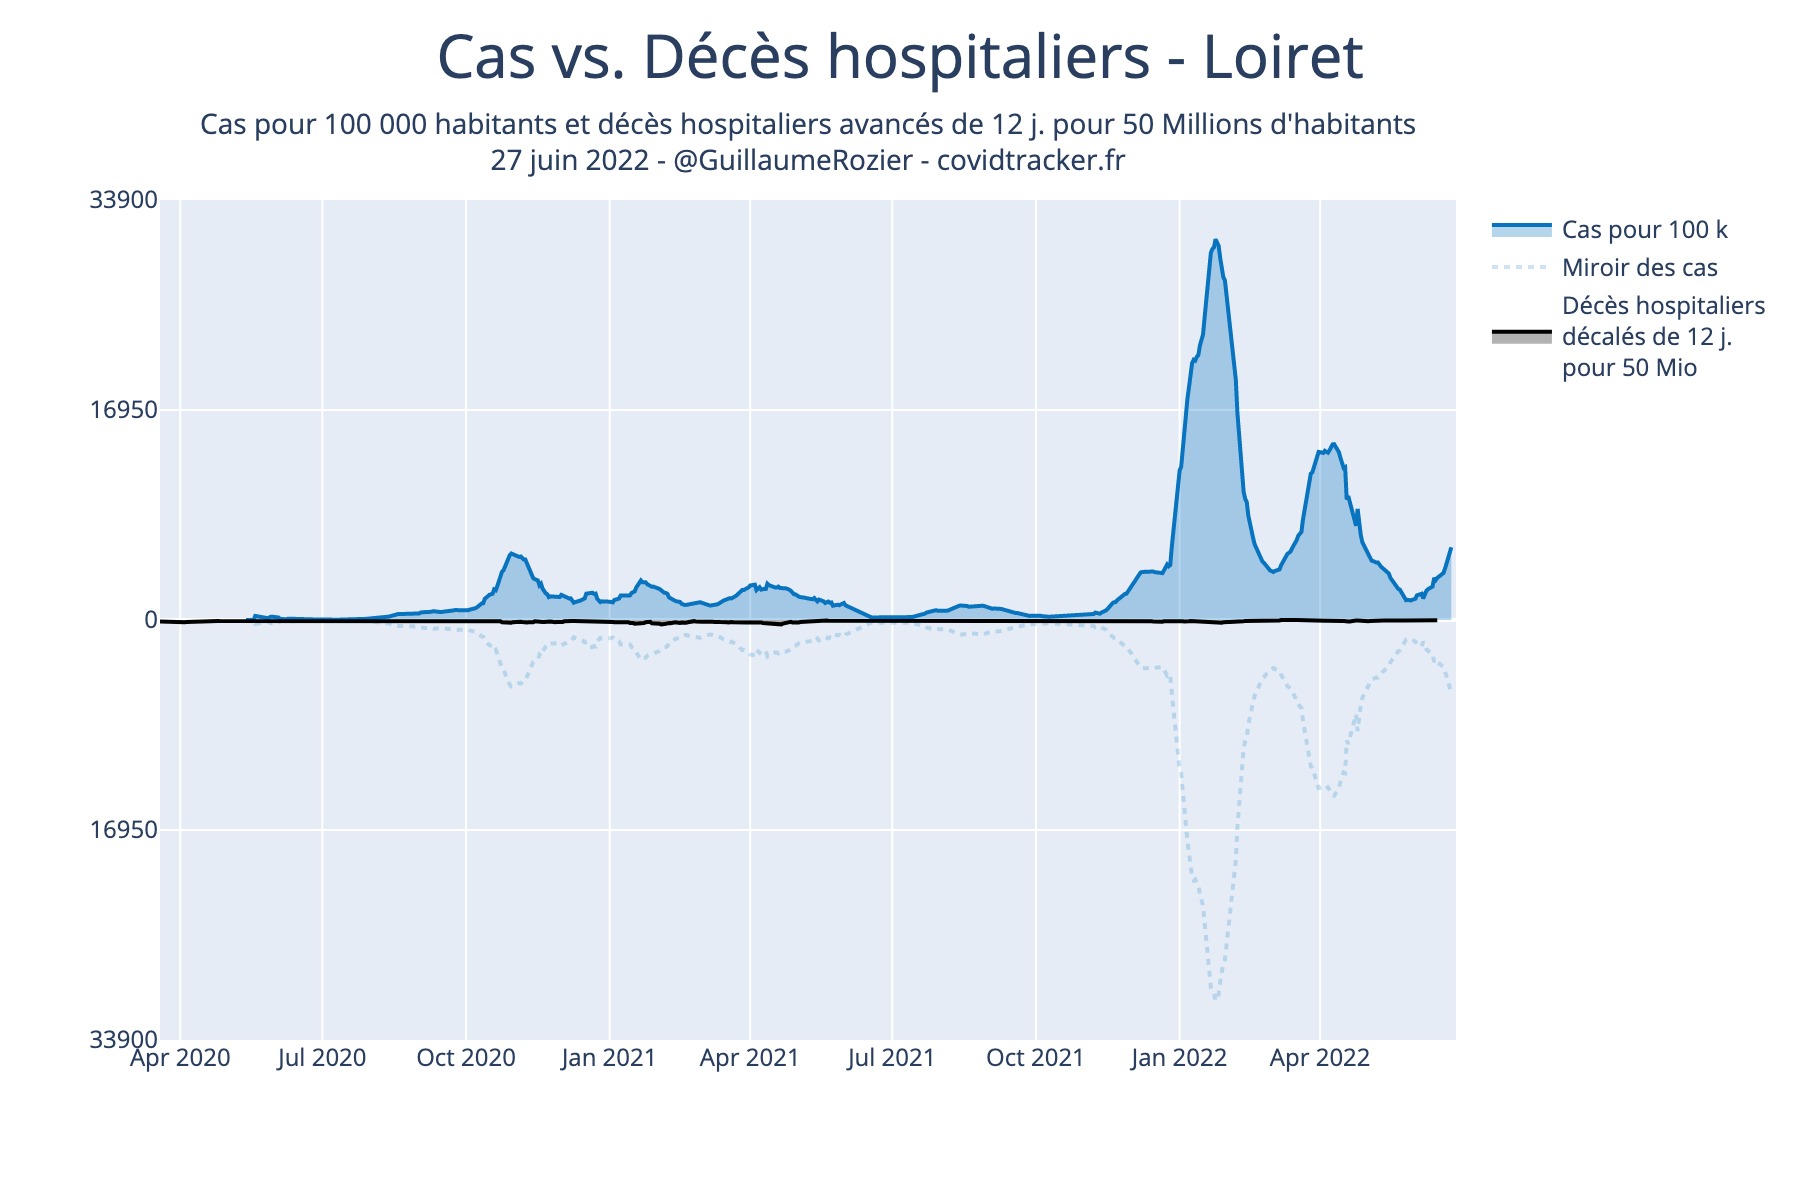 Cas vs. Décès hospitaliers - Loiret
Cas pour 100 000 habitants et décès hospitaliers avancés de 12 j. pour 50 Millions d'habitants
27 juin 2022 - @GuillaumeRozier - covidtracker.fr
33900
16950
0
16950
33900
Apr 2020
Jul 2020
Oct 2020
Jan 2021
Apr 2021
Jul 2021
Oct 2021
Jan 2022
Apr 2022
Cas pour 100 k
Miroir des cas
Décès hospitaliers
décalés de 12 j.
pour 50 Mio